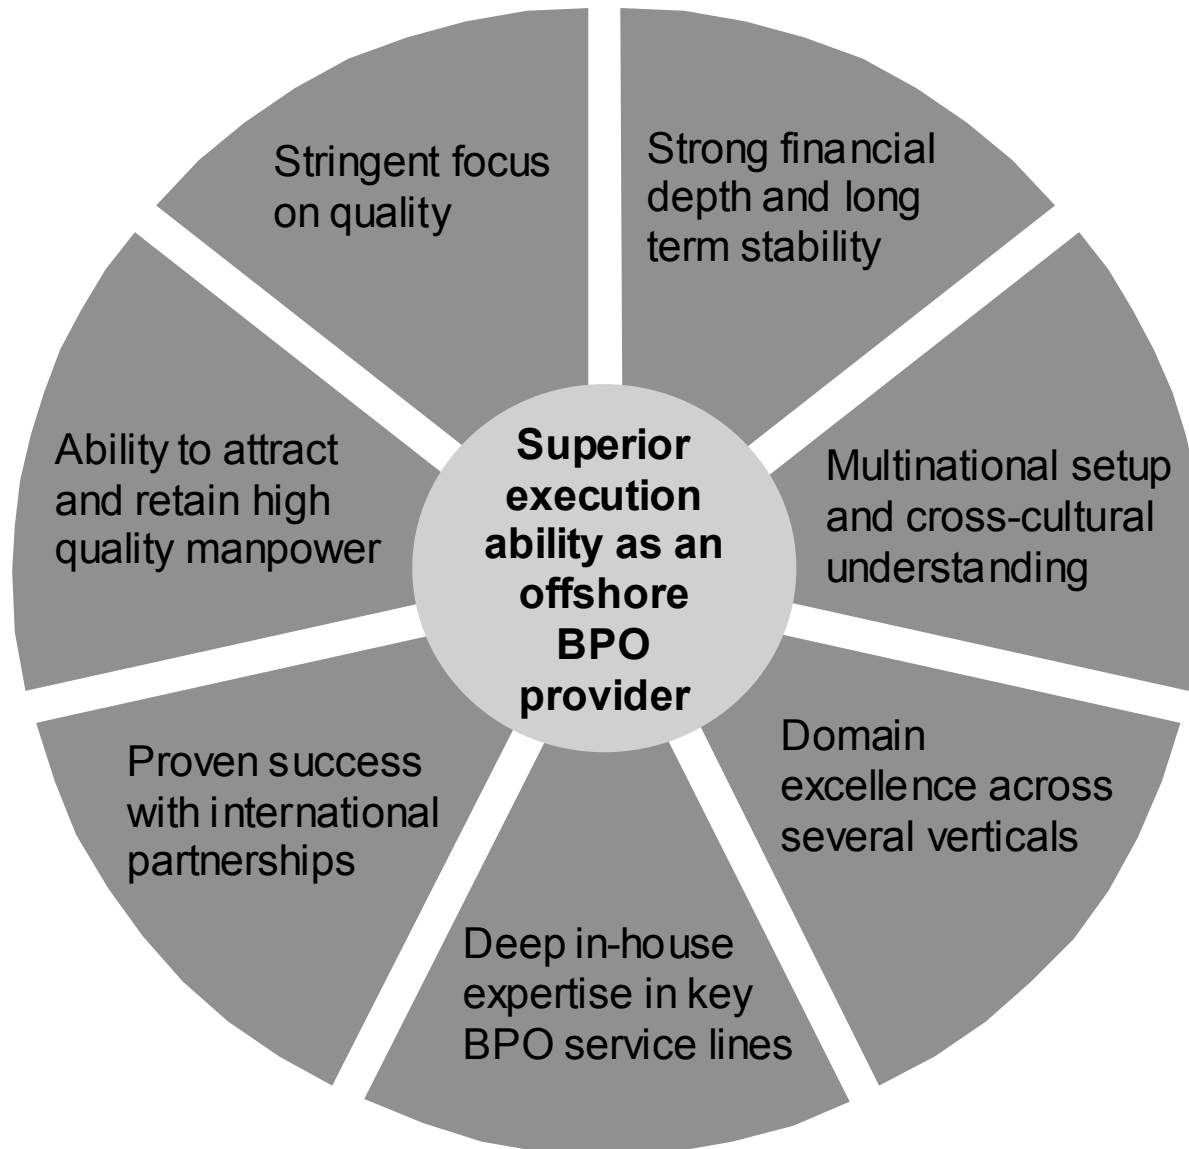 Stringent focus
on quality
Strong financial
depth and long
term stability
Ability to attract
and retain high
quality manpower
Superior
execution
ability as an
offshore
BPO
provider
Multinational setup
and cross-cultural
understanding
Proven success
with international
partnerships
Domain
excellence across
several verticals
Deep in-house
expertise in key
BPO service lines